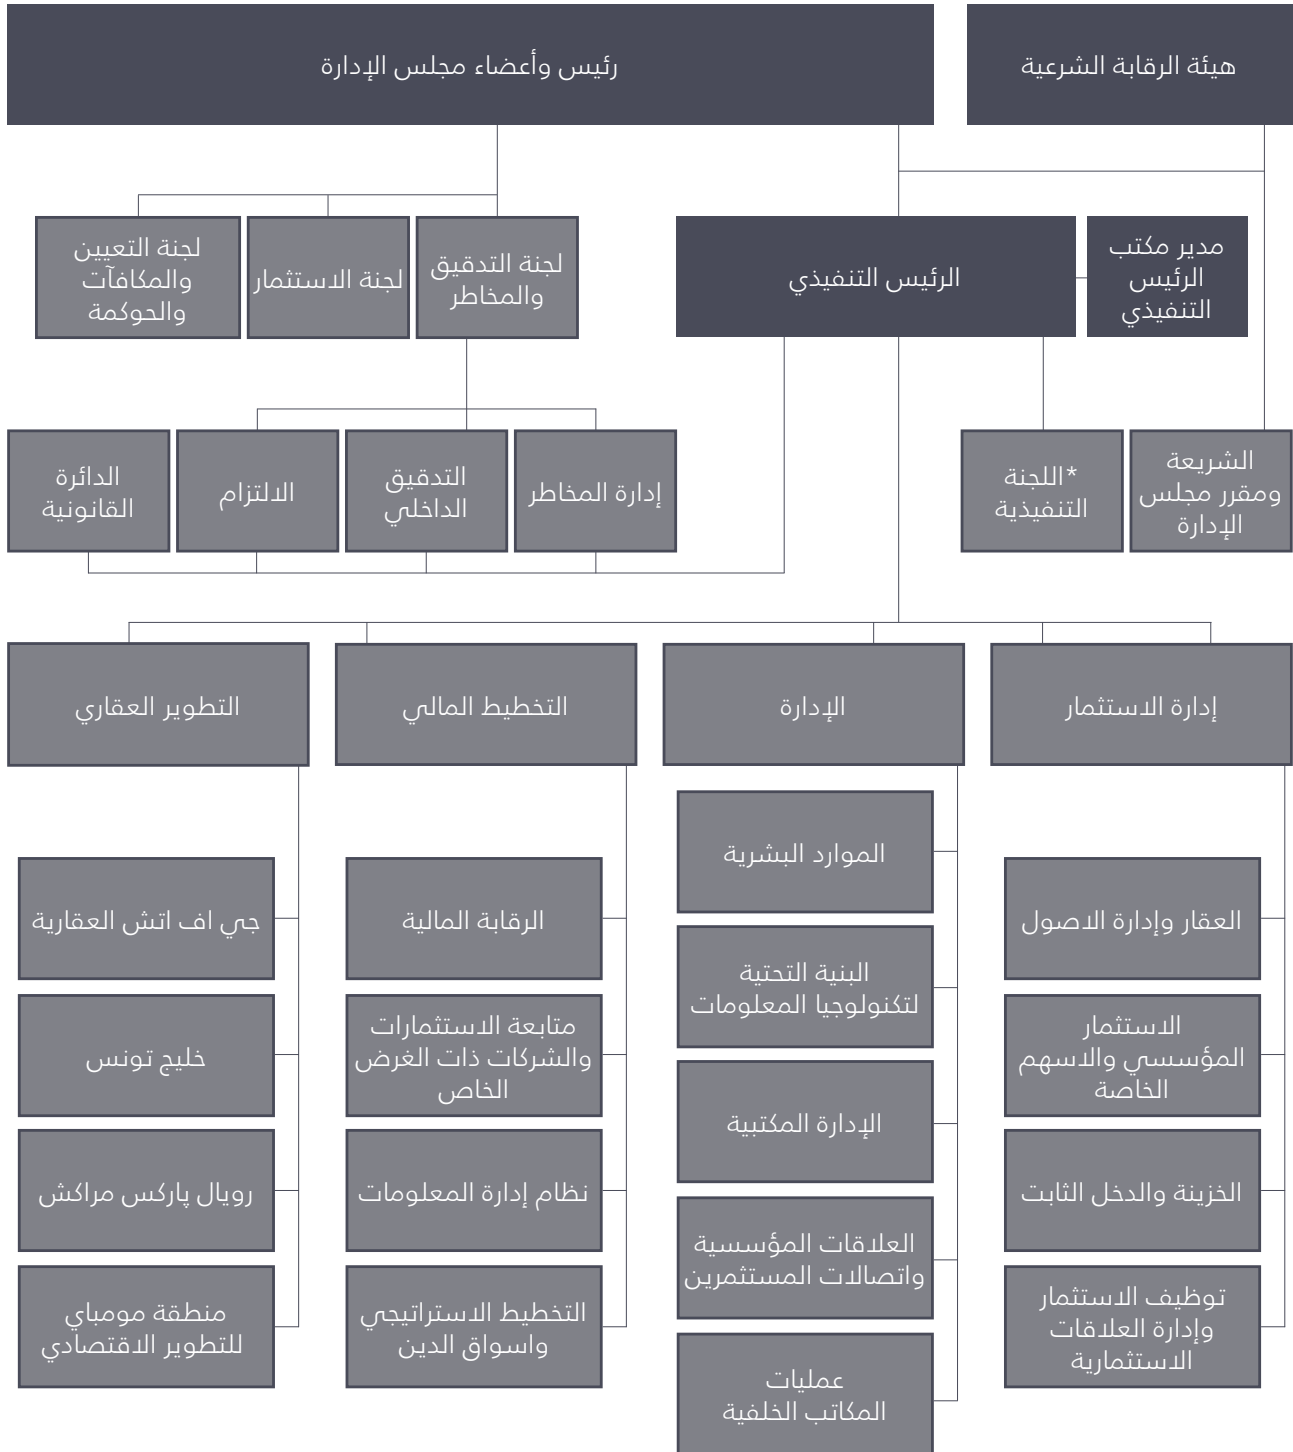 هيئة الرقابة الشرعية
رئيس وأعضاء مجلس الإدارة
مدير مكتب
الرئيس
التنفيذي
الرئيس التنفيذي
لجنة التدقيق
والمخاطر
لجنة الاستثمار
لجنة التعيين
والمكافآت
والحوكمة
الشريعة
ومقرر مجلس
الإدارة
*اللجنة
التنفيذية
إدارة المخاطر
التدقيق
الداخلي
الالتزام
الدائرة
القانونية
إدارة الاستثمار
الإدارة
التخطيط المالي
التطوير العقاري
العقار وإدارة الاصول
الاستثمار
المؤسسي والاسهم
الخاصة
الخزينة والدخل الثابت
توظيف الاستثمار
وإدارة العلاقات
الاستثمارية
الموارد البشرية
البنية التحتية
لتكنولوجيا المعلومات
الإدارة المكتبية
العلاقات المؤسسية
واتصالات المستثمرين
عمليات
المكاتب الخلفية
الرقابة المالية
متابعة الاستثمارات
والشركات ذات الغرض
الخاص
نظام إدارة المعلومات
التخطيط الاستراتيجي
واسواق الدين
جي اف اتش العقارية
خليج تونس
رويال پاركس مراكش
منطقة مومباي
للتطوير الاقتصادي